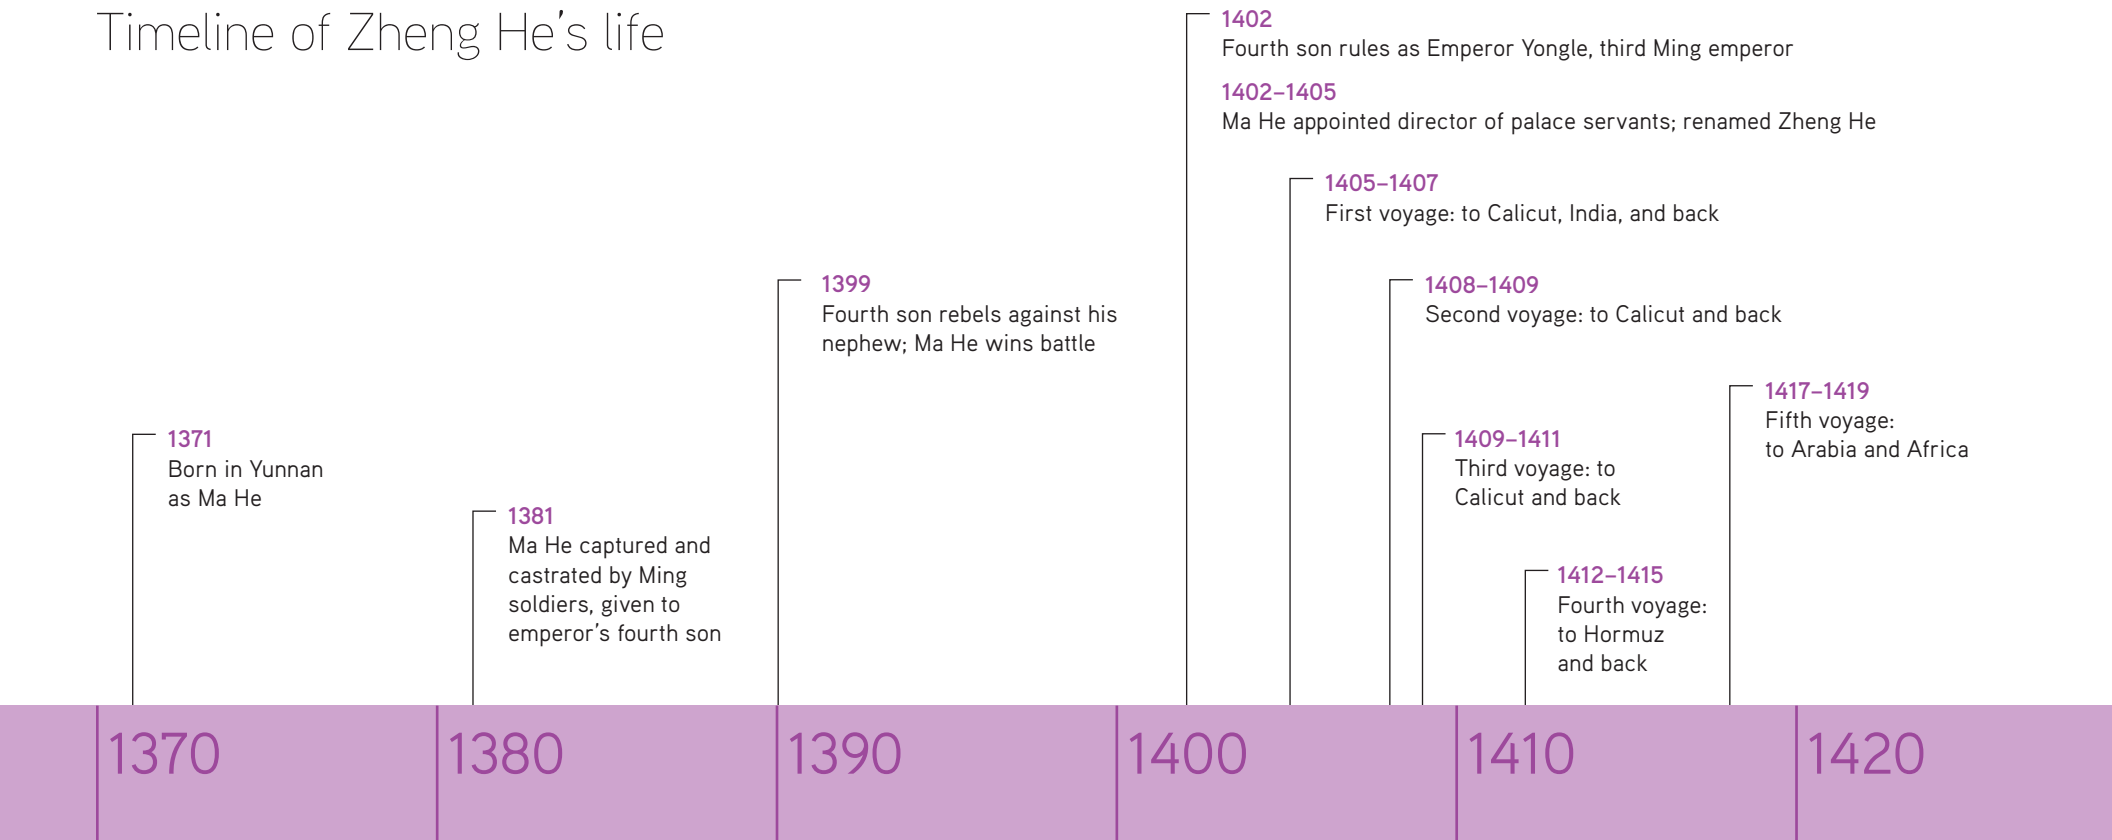 Timeline of Zheng He’s life
1371
Born in Yunnan
as Ma He
1381
Ma He captured and
castrated by Ming
soldiers, given to
emperor’s fourth son
1399
Fourth son rebels against his
nephew; Ma He wins battle
1402
Fourth son rules as Emperor Yongle, third Ming emperor
1402–1405
Ma He appointed director of palace servants; renamed Zheng He
1405–1407
First voyage: to Calicut, India, and back
1408–1409
Second voyage: to Calicut and back
1409–1411
Third voyage: to
Calicut and back
1412–1415
Fourth voyage:
to Hormuz
and back
1417–1419
Fifth voyage:
to Arabia and Africa
1370
1380
1390
1400
1410
1420